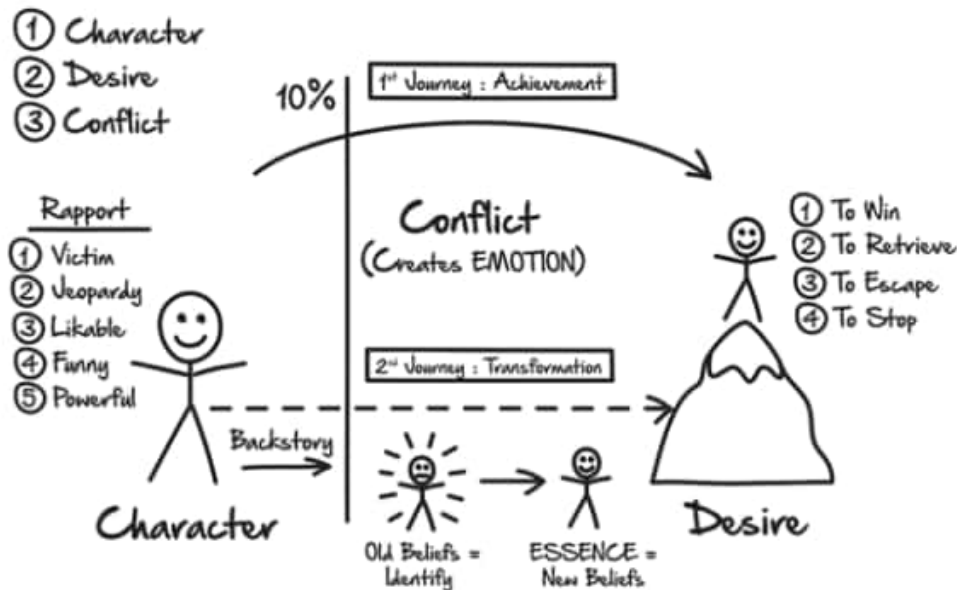 ① Character
② Desire
③ Conflict
10%
1st Journey : Achievement
Rapport
① Victim
② Jeopardy
③ Likable
④ Funny
⑤ Powerful
Conflict
(Creates EMOTION)
① To Win
② To Retrieve
③ To Escape
④ To Stop
2nd Journey : Transformation
Backstory
Character
Old Beliefs =
Identify
ESSENCE =
New Beliefs
Desire